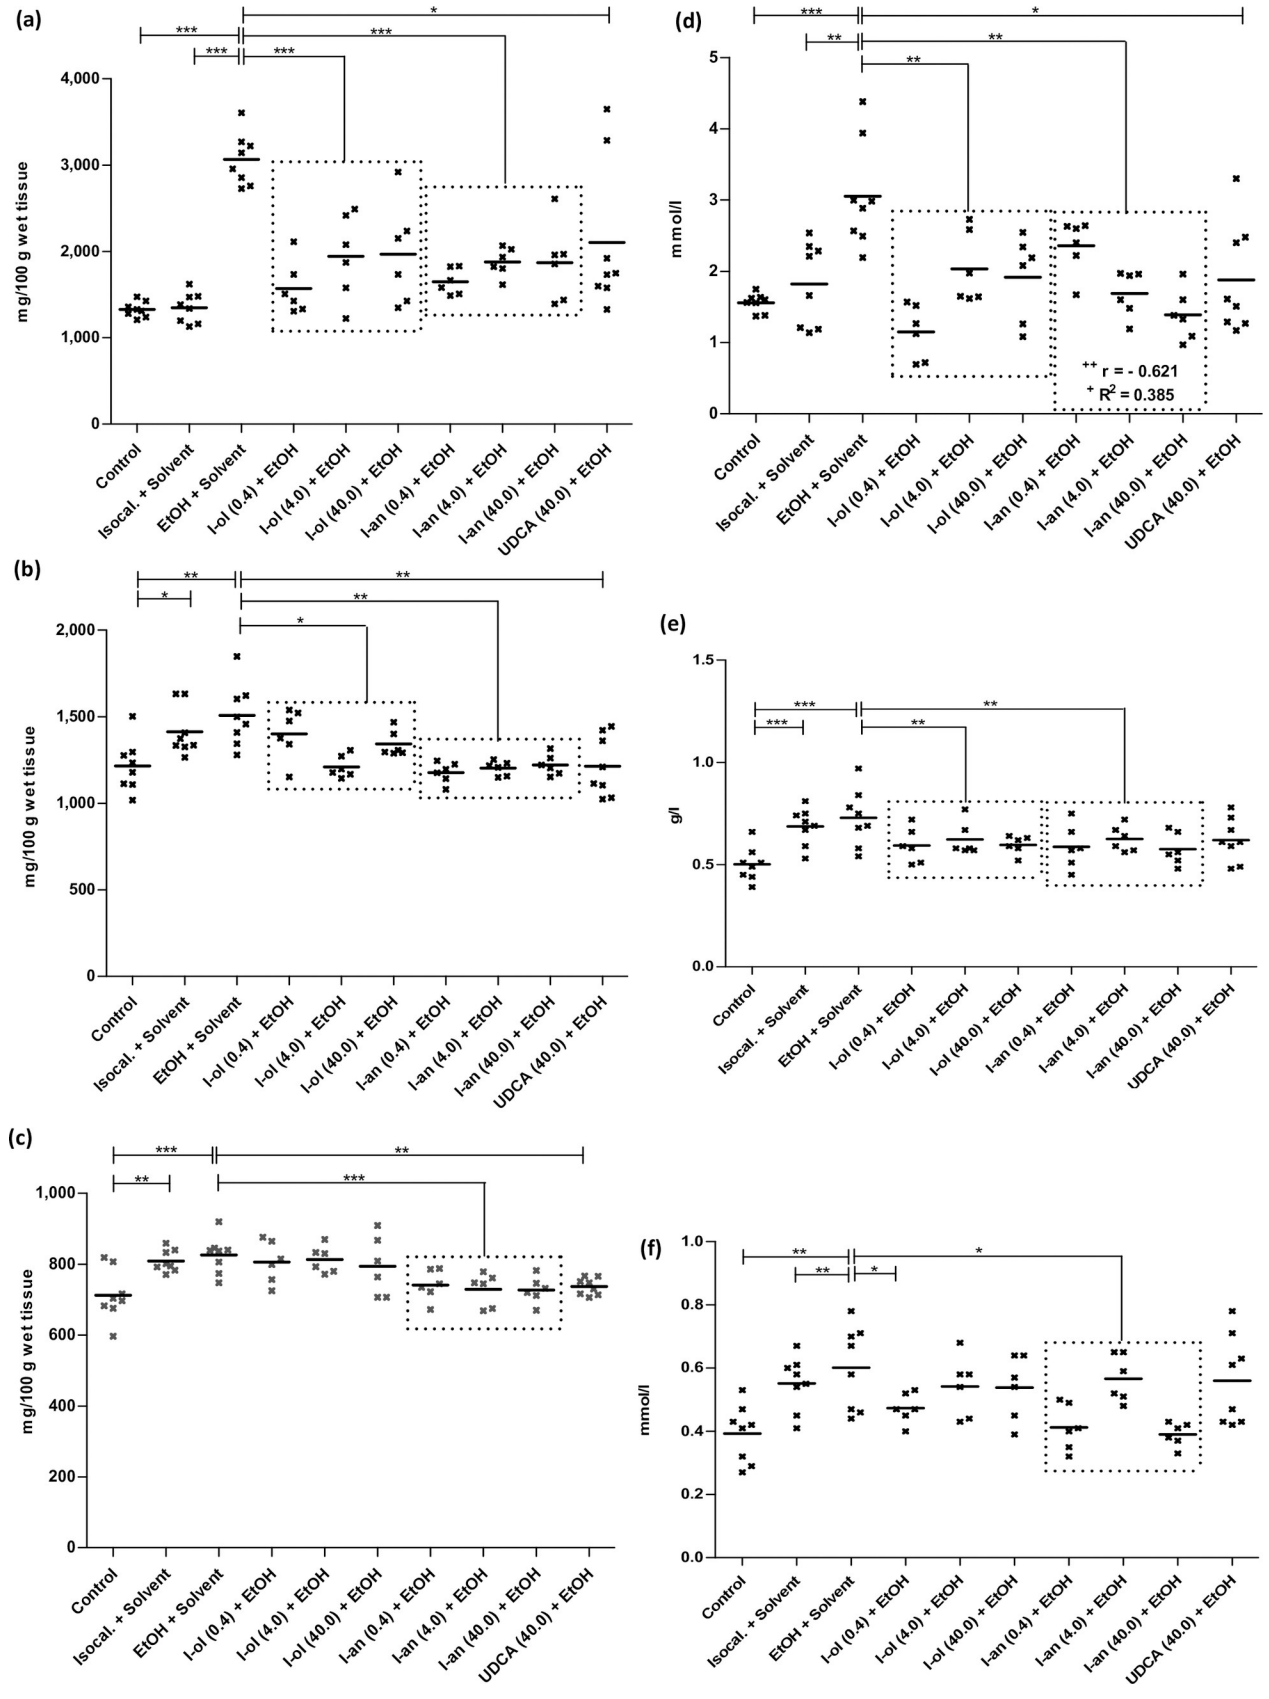 (a)
*
***
***
***
***
4,000
3,000
2,000
1,000
0
mg/100 g wet tissue
Control
Isocal. + Solvent
EtOH + Solvent
I-ol (0.4) + EtOH
I-ol (4.0) + EtOH
I-ol (40.0) + EtOH
I-an (0.4) + EtOH
I-an (4.0) + EtOH
I-an (40.0) + EtOH
UDCA (40.0) + EtOH
(b)
**
**
*
**
*
2,000
1,500
1,000
500
0
mg/100 g wet tissue
Control
Isocal. + Solvent
EtOH + Solvent
I-ol (0.4) + EtOH
I-ol (4.0) + EtOH
I-ol (40.0) + EtOH
I-an (0.4) + EtOH
I-an (4.0) + EtOH
I-an (40.0) + EtOH
UDCA (40.0) + EtOH
(c)
***
**
**
***
1,000
800
600
400
200
0
mg/100 g wet tissue
Control
Isocal. + Solvent
EtOH + Solvent
I-ol (0.4) + EtOH
I-ol (4.0) + EtOH
I-ol (40.0) + EtOH
I-an (0.4) + EtOH
I-an (4.0) + EtOH
I-an (40.0) + EtOH
UDCA (40.0) + EtOH
(d)
***
*
**
**
**
5
4
3
2
1
0
mmol/l
++ r = - 0.621
+ R2 = 0.385
Control
Isocal. + Solvent
EtOH + Solvent
I-ol (0.4) + EtOH
I-ol (4.0) + EtOH
I-ol (40.0) + EtOH
I-an (0.4) + EtOH
I-an (4.0) + EtOH
I-an (40.0) + EtOH
UDCA (40.0) + EtOH
(e)
***
**
***
**
1.5
1.0
0.5
0.0
g/l
Control
Isocal. + Solvent
EtOH + Solvent
I-ol (0.4) + EtOH
I-ol (4.0) + EtOH
I-ol (40.0) + EtOH
I-an (0.4) + EtOH
I-an (4.0) + EtOH
I-an (40.0) + EtOH
UDCA (40.0) + EtOH
(f)
**
*
**
*
1.0
0.8
0.6
0.4
0.2
0.0
mmol/l
Control
Isocal. + Solvent
EtOH + Solvent
I-ol (0.4) + EtOH
I-ol (4.0) + EtOH
I-ol (40.0) + EtOH
I-an (0.4) + EtOH
I-an (4.0) + EtOH
I-an (40.0) + EtOH
UDCA (40.0) + EtOH